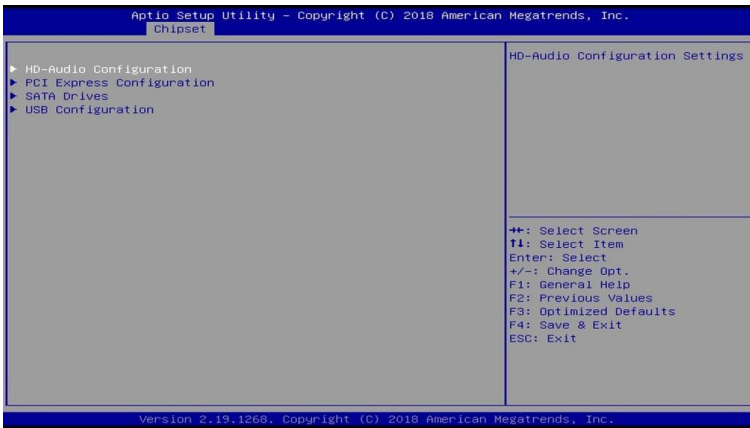 Aptio Setup Utility – Copyright (C) 2018 American Megatrends, Inc.
Chipset
HD-Audio Configuration
PCI Express Configuration
SATA Drives
USB Configuration
HD-Audio Configuration Settings
→←: Select Screen
↑↓: Select Item
Enter: Select
+/-: Change Opt.
F1: General Help
F2: Previous Values
F3: Optimized Defaults
F4: Save & Exit
ESC: Exit
Version 2.19.1268. Copyright (C) 2018 American Megatrends, Inc.